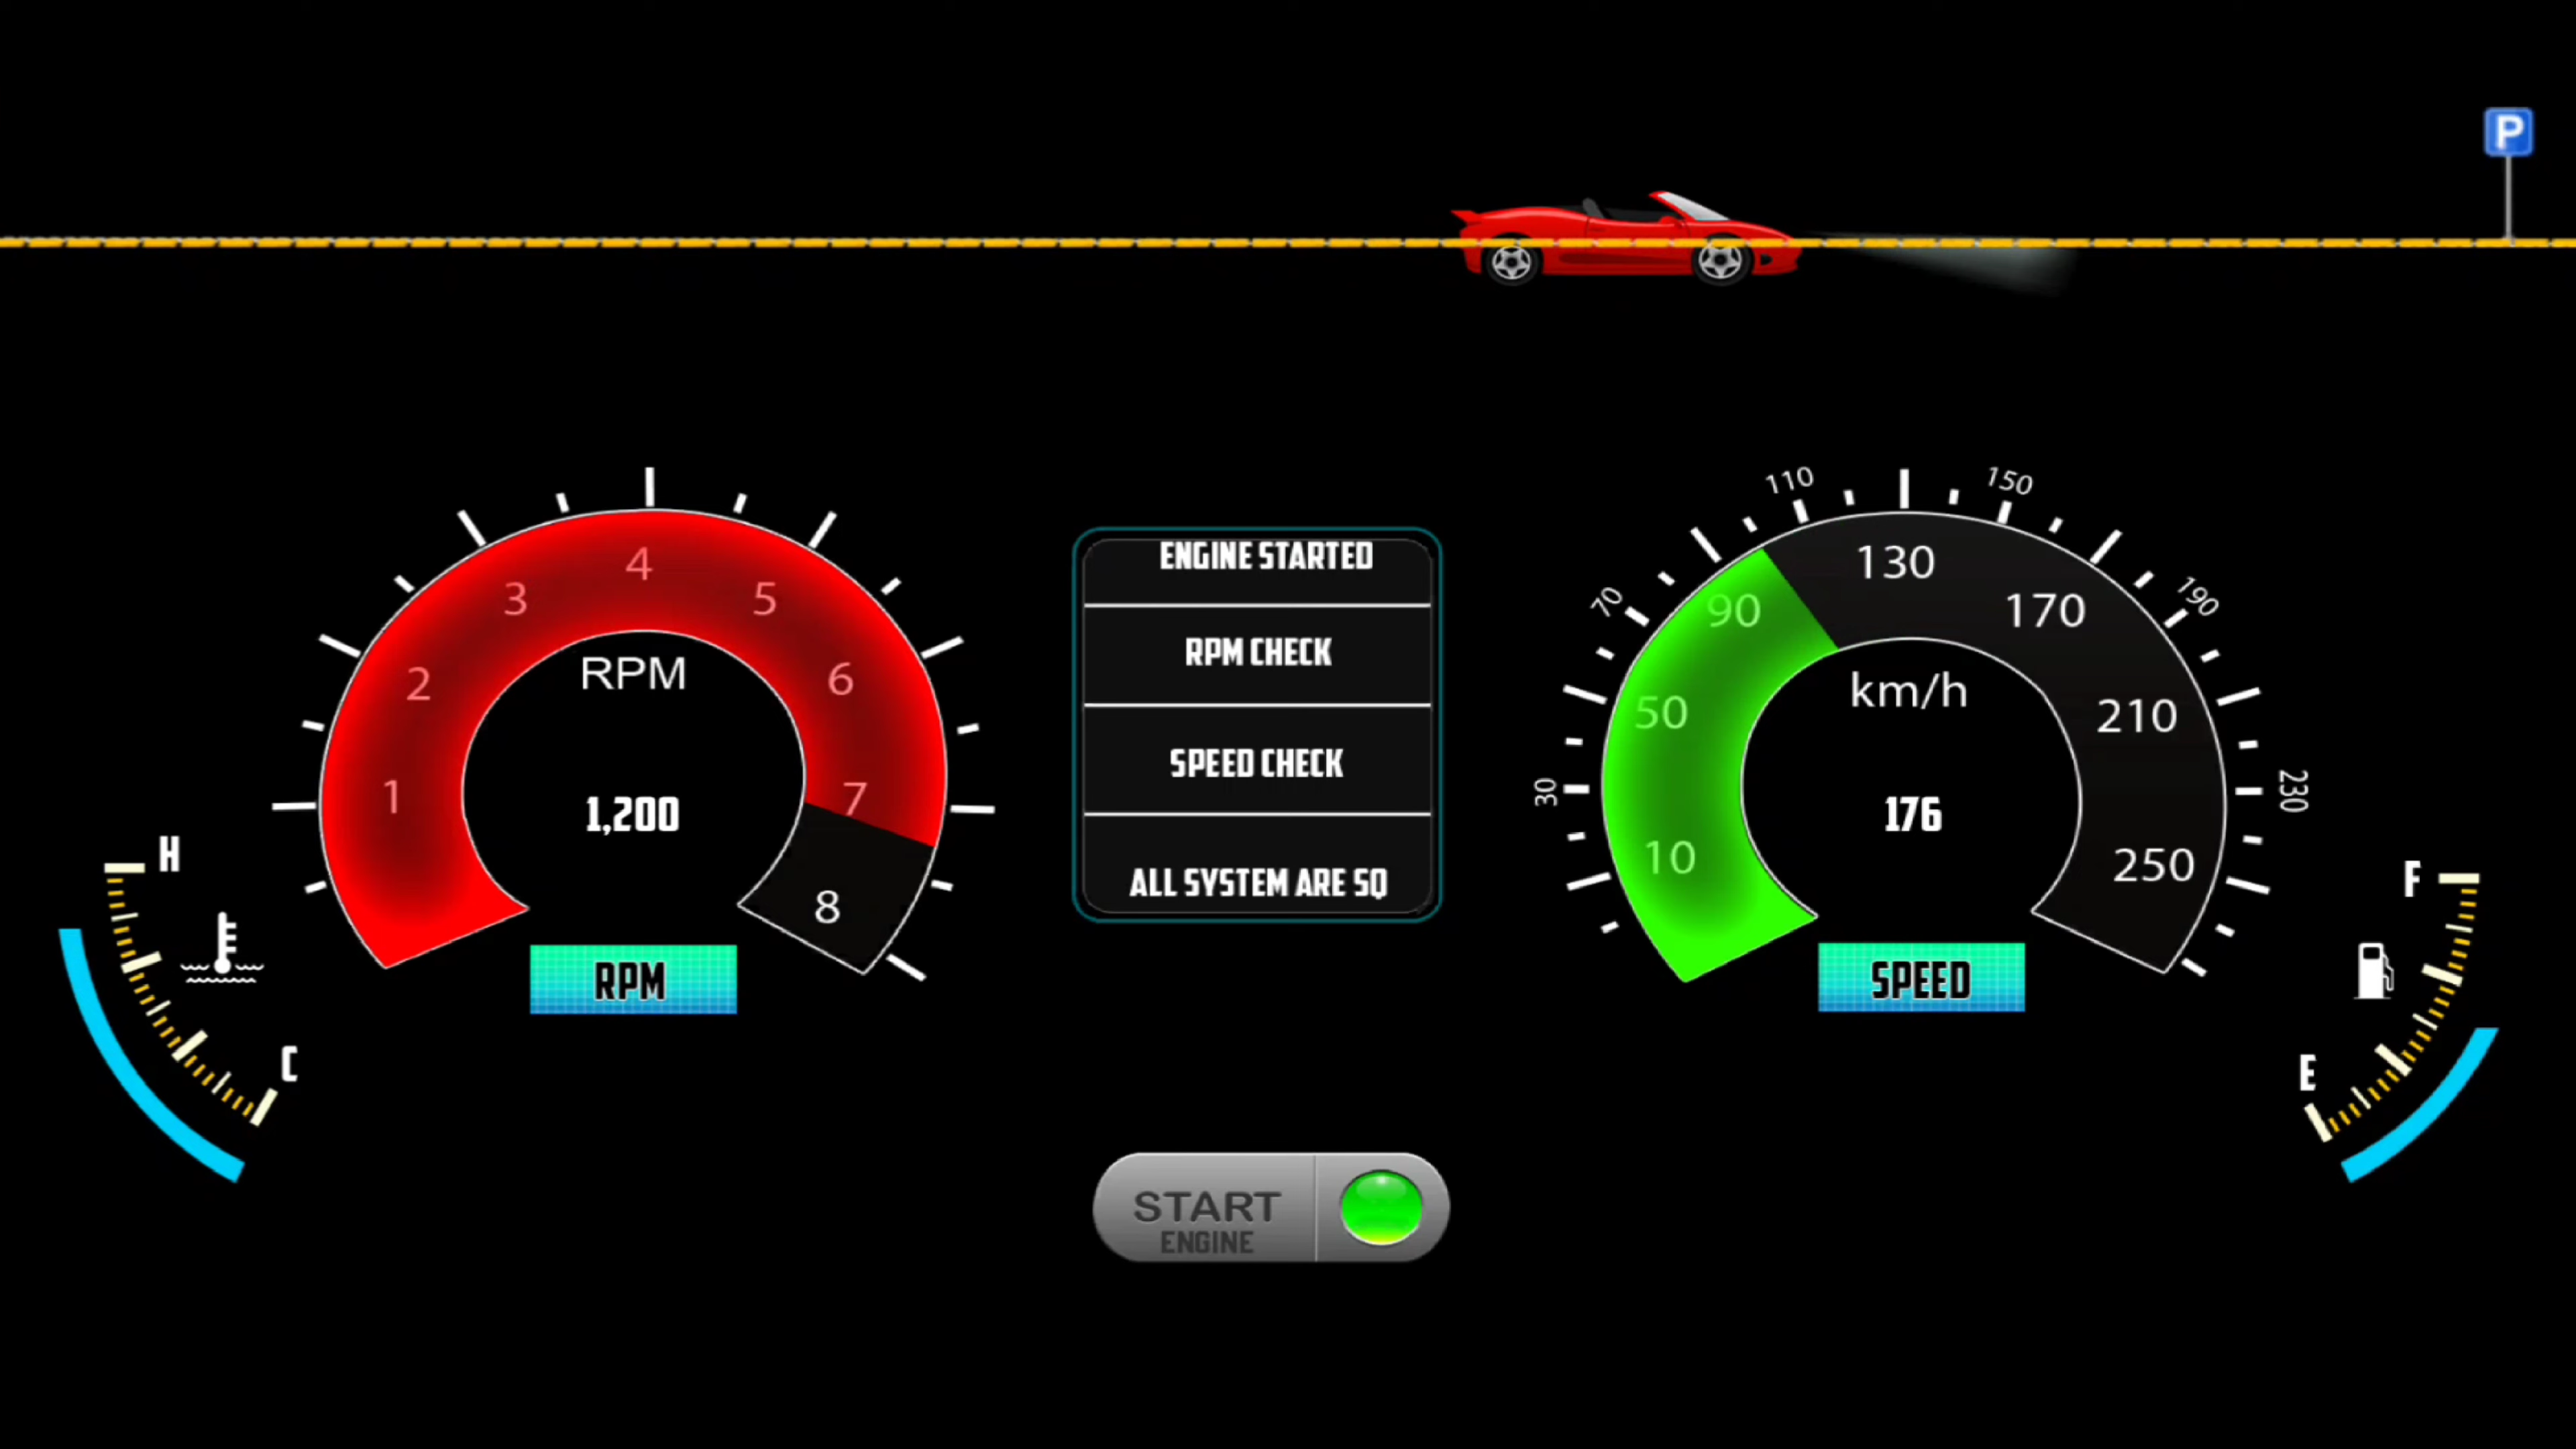 P
110
150
4
130
3
5
70
90
170
190
ENGINE STARTED
RPM
2
6
RPM CHECK
km/h
50
210
1
7
SPEED CHECK
30
230
1,200
176
H
10
250
F
8
ALL SYSTEM ARE SQ
RPM
SPEED
C
E
START
ENGINE